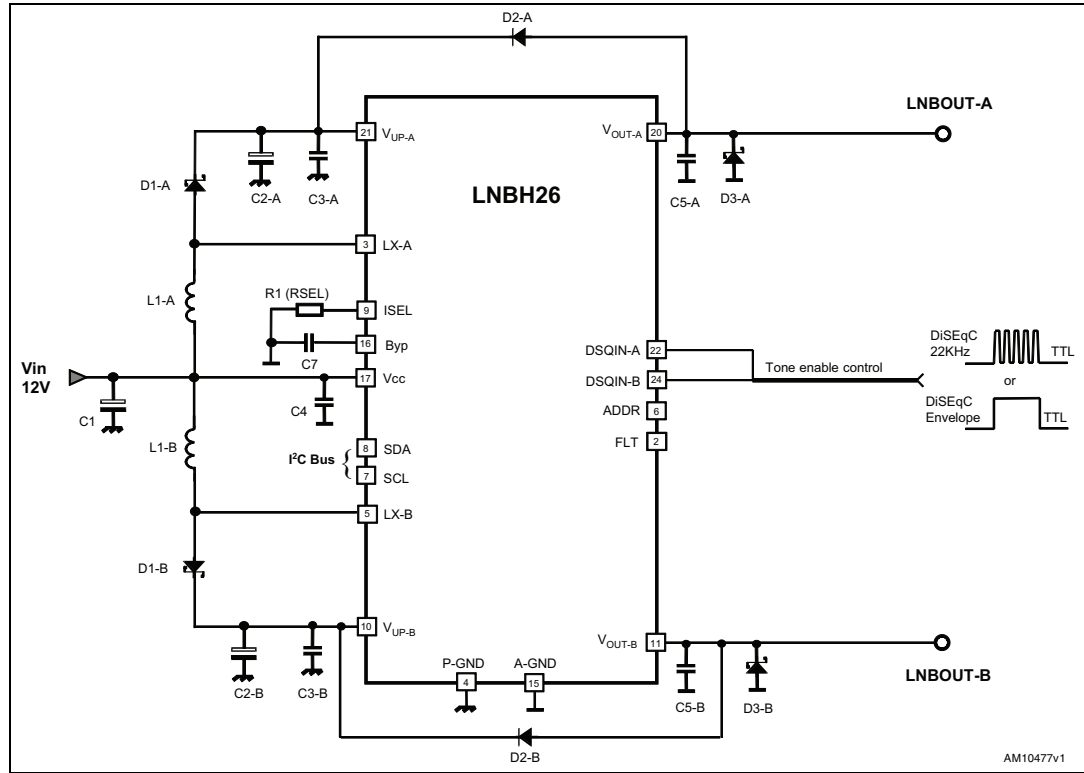 D2-A
LNBOUT-A
21 VUP-A
VOUT-A 20
D1-A
C2-A
C3-A
LNBH26
C5-A
D3-A
3 LX-A
L1-A
R1 (RSEL)
9 ISEL
16 Byp
C7
DSQIN-A 22
DiSEqC
22KHz
TTL
Vin
12V
17 Vcc
DSQIN-B 24
Tone enable control
or
C1
C4
ADDR 6
DiSEqC
Envelope
TTL
L1-B
I²C Bus {
8 SDA
FLT 2
7 SCL
5 LX-B
D1-B
10 VUP-B
VOUT-B 11
P-GND
A-GND
4
15
C2-B
C3-B
C5-B
D3-B
LNBOUT-B
D2-B
AM10477v1